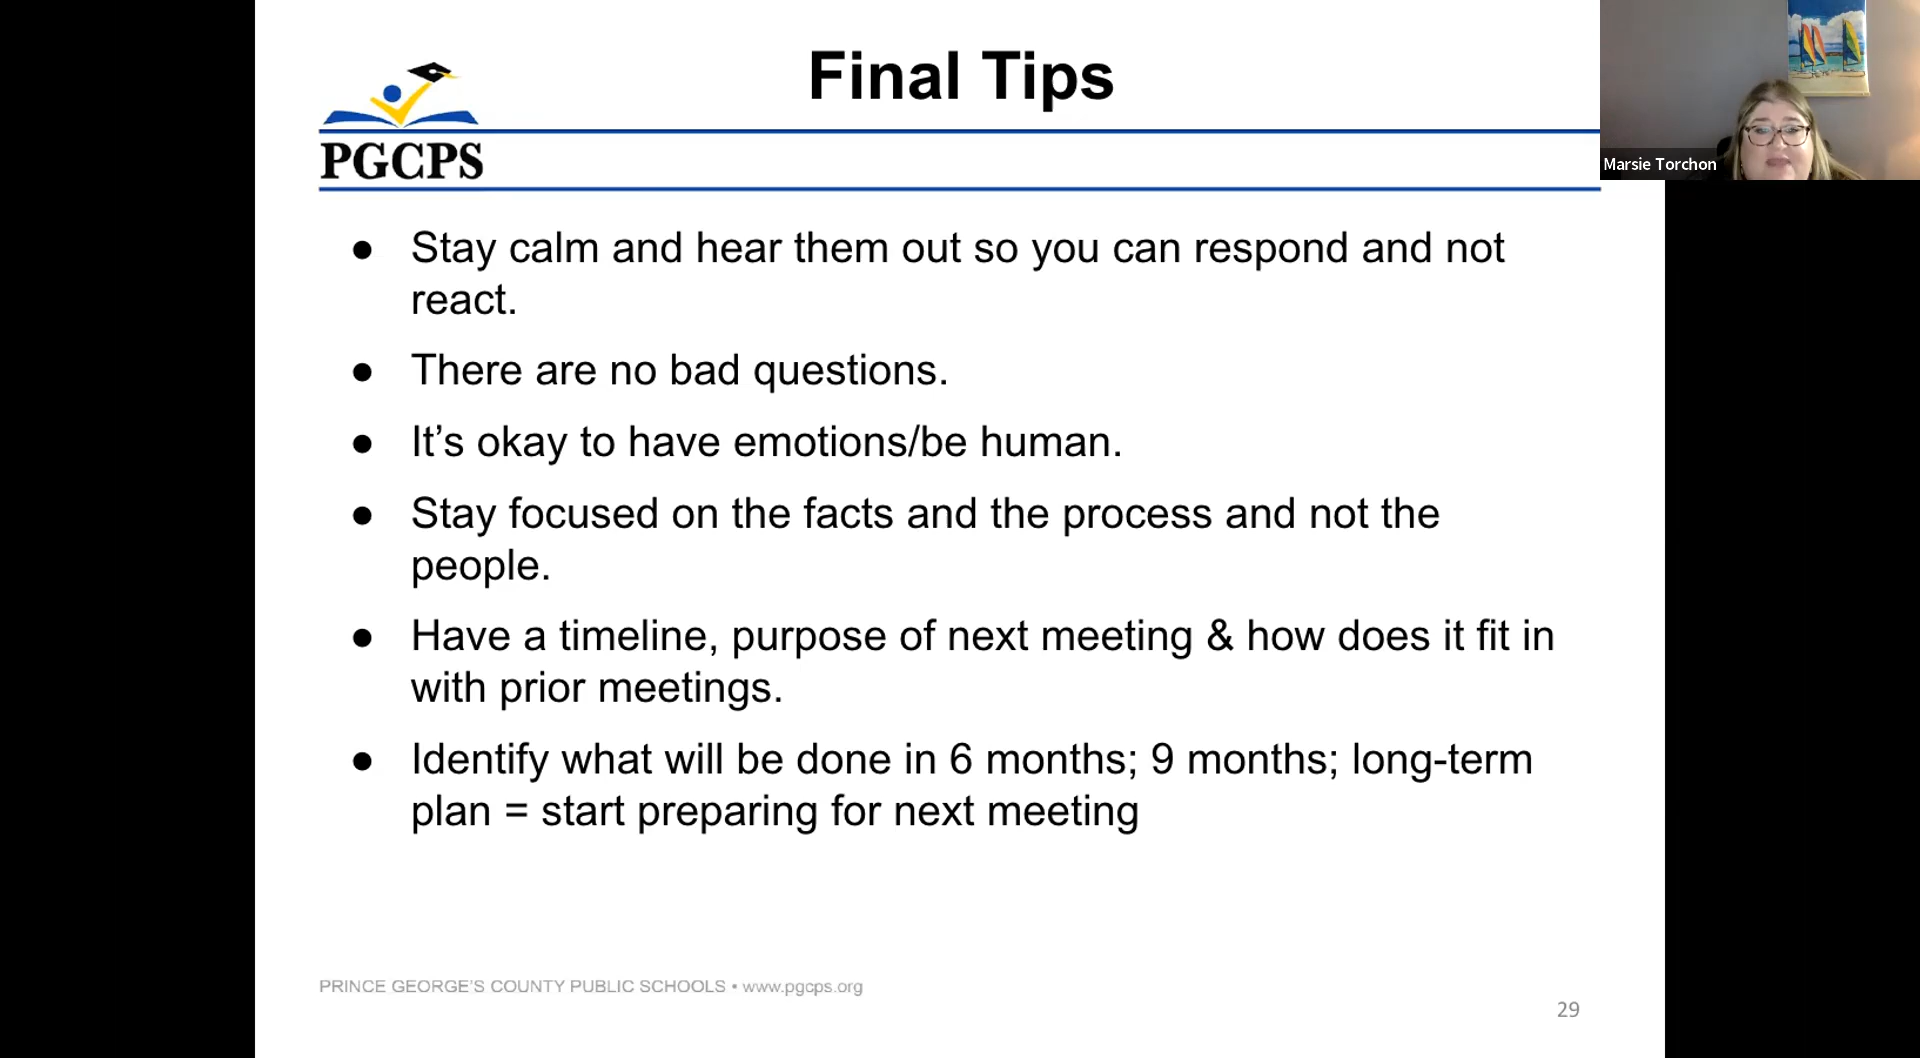 Final Tips
PGCPS
Marsie Torchon
● Stay calm and hear them out so you can respond and not
react.
● There are no bad questions.
● It’s okay to have emotions/be human.
● Stay focused on the facts and the process and not the
people.
● Have a timeline, purpose of next meeting & how does it fit in
with prior meetings.
● Identify what will be done in 6 months; 9 months; long-term
plan = start preparing for next meeting
PRINCE GEORGE'S COUNTY PUBLIC SCHOOLS • www.pgcps.org
29